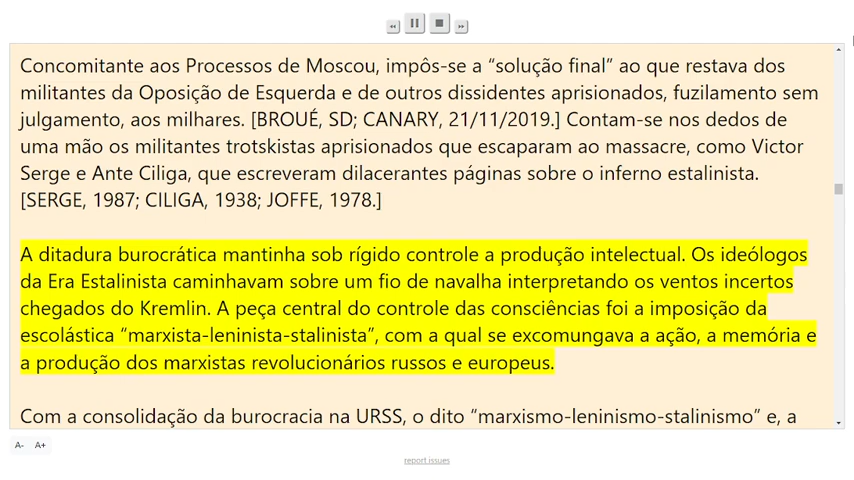 Concomitante aos Processos de Moscou, impôs-se a “solução final” ao que restava dos
militantes da Oposição de Esquerda e de outros dissidentes aprisionados, fuzilamento sem
julgamento, aos milhares. [BROUÉ, SD; CANARY, 21/11/2019.] Contam-se nos dedos de
uma mão os militantes trotskistas aprisionados que escaparam ao massacre, como Victor
Serge e Ante Ciliga, que escreveram dilacerantes páginas sobre o inferno estalinista.
[SERGE, 1987; CILIGA, 1938; JOFFE, 1978.]
A ditadura burocrática mantinha sob rígido controle a produção intelectual. Os ideólogos
da Era Estalinista caminhavam sobre um fio de navalha interpretando os ventos incertos
chegados do Kremlin. A peça central do controle das consciências foi a imposição da
escolástica “marxista-leninista-stalinista”, com a qual se excomungava a ação, a memória e
a produção dos marxistas revolucionários russos e europeus.
Com a consolidação da burocracia na URSS, o dito “marxismo-leninismo-stalinismo” e, a
A- A+
report issues